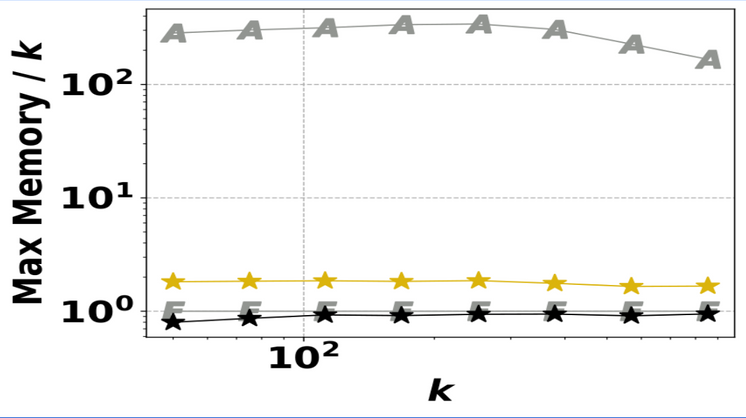 Max Memory / k
10²
10¹
10⁰
A A A A A A A A
E E E E E E E E
10²
k